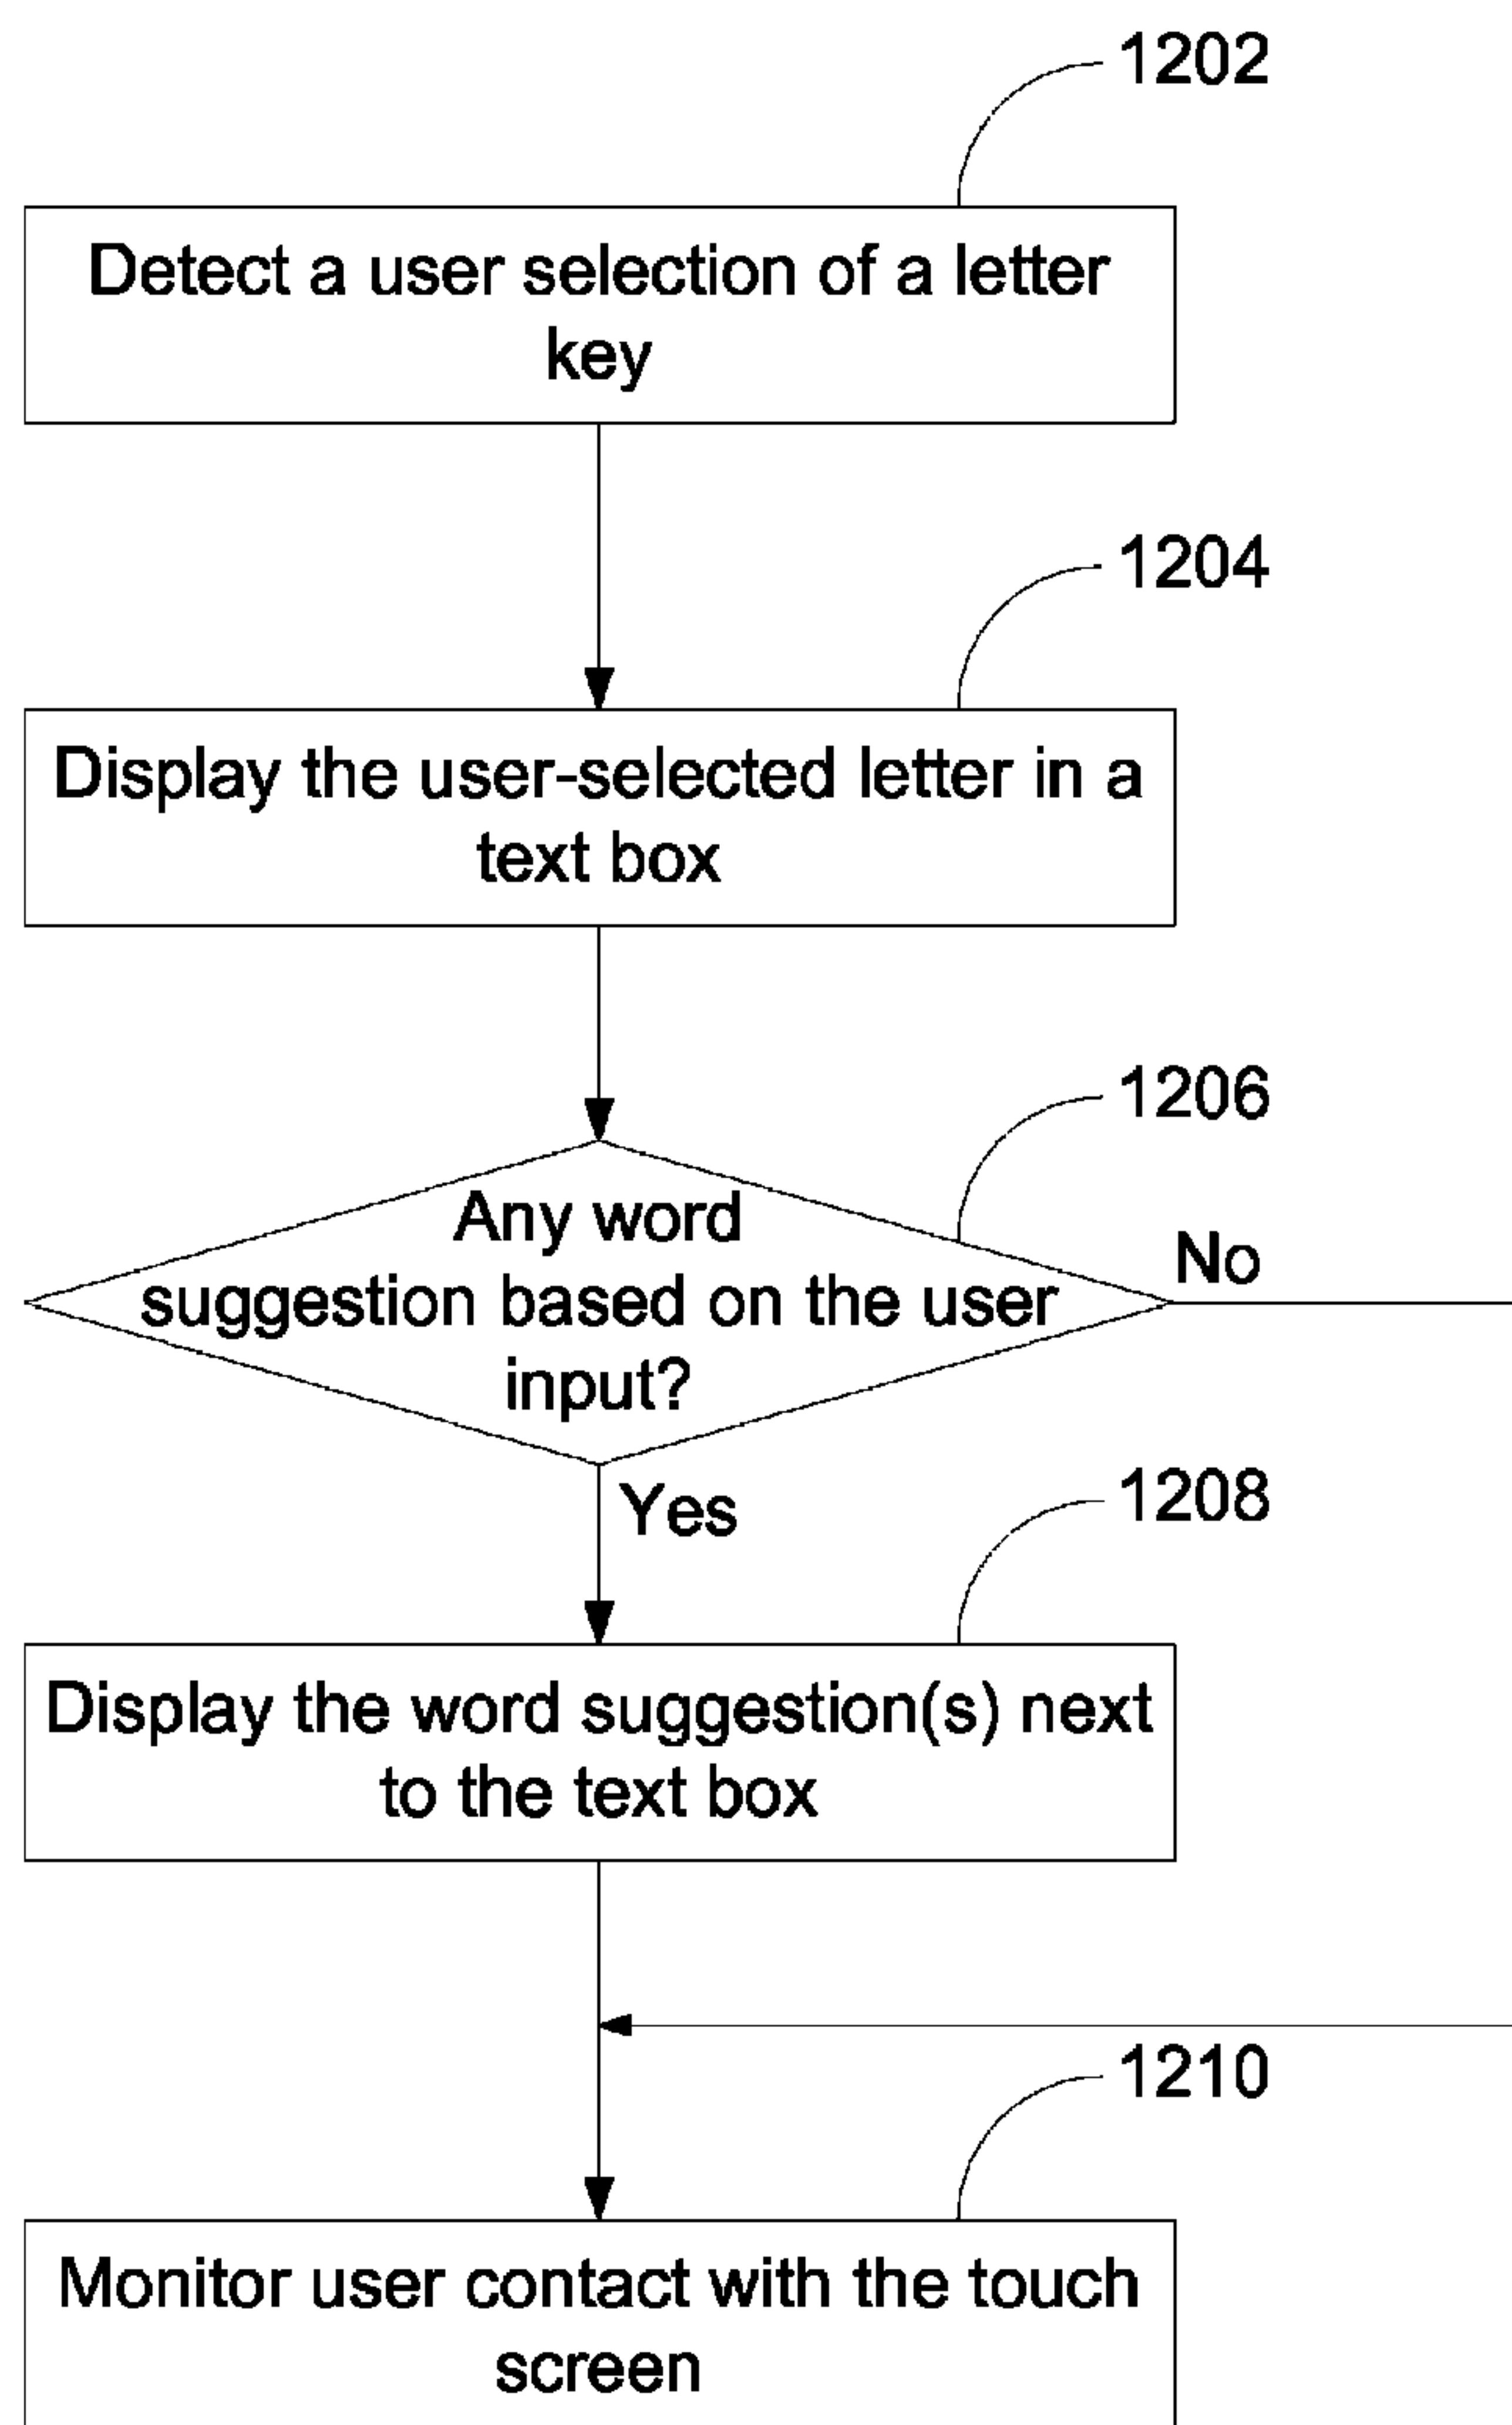 1202
Detect a user selection of a letter
key
1204
Display the user-selected letter in a
text box
1206
Any word
suggestion based on the user
input?
No
Yes
1208
Display the word suggestion(s) next
to the text box
1210
Monitor user contact with the touch
screen